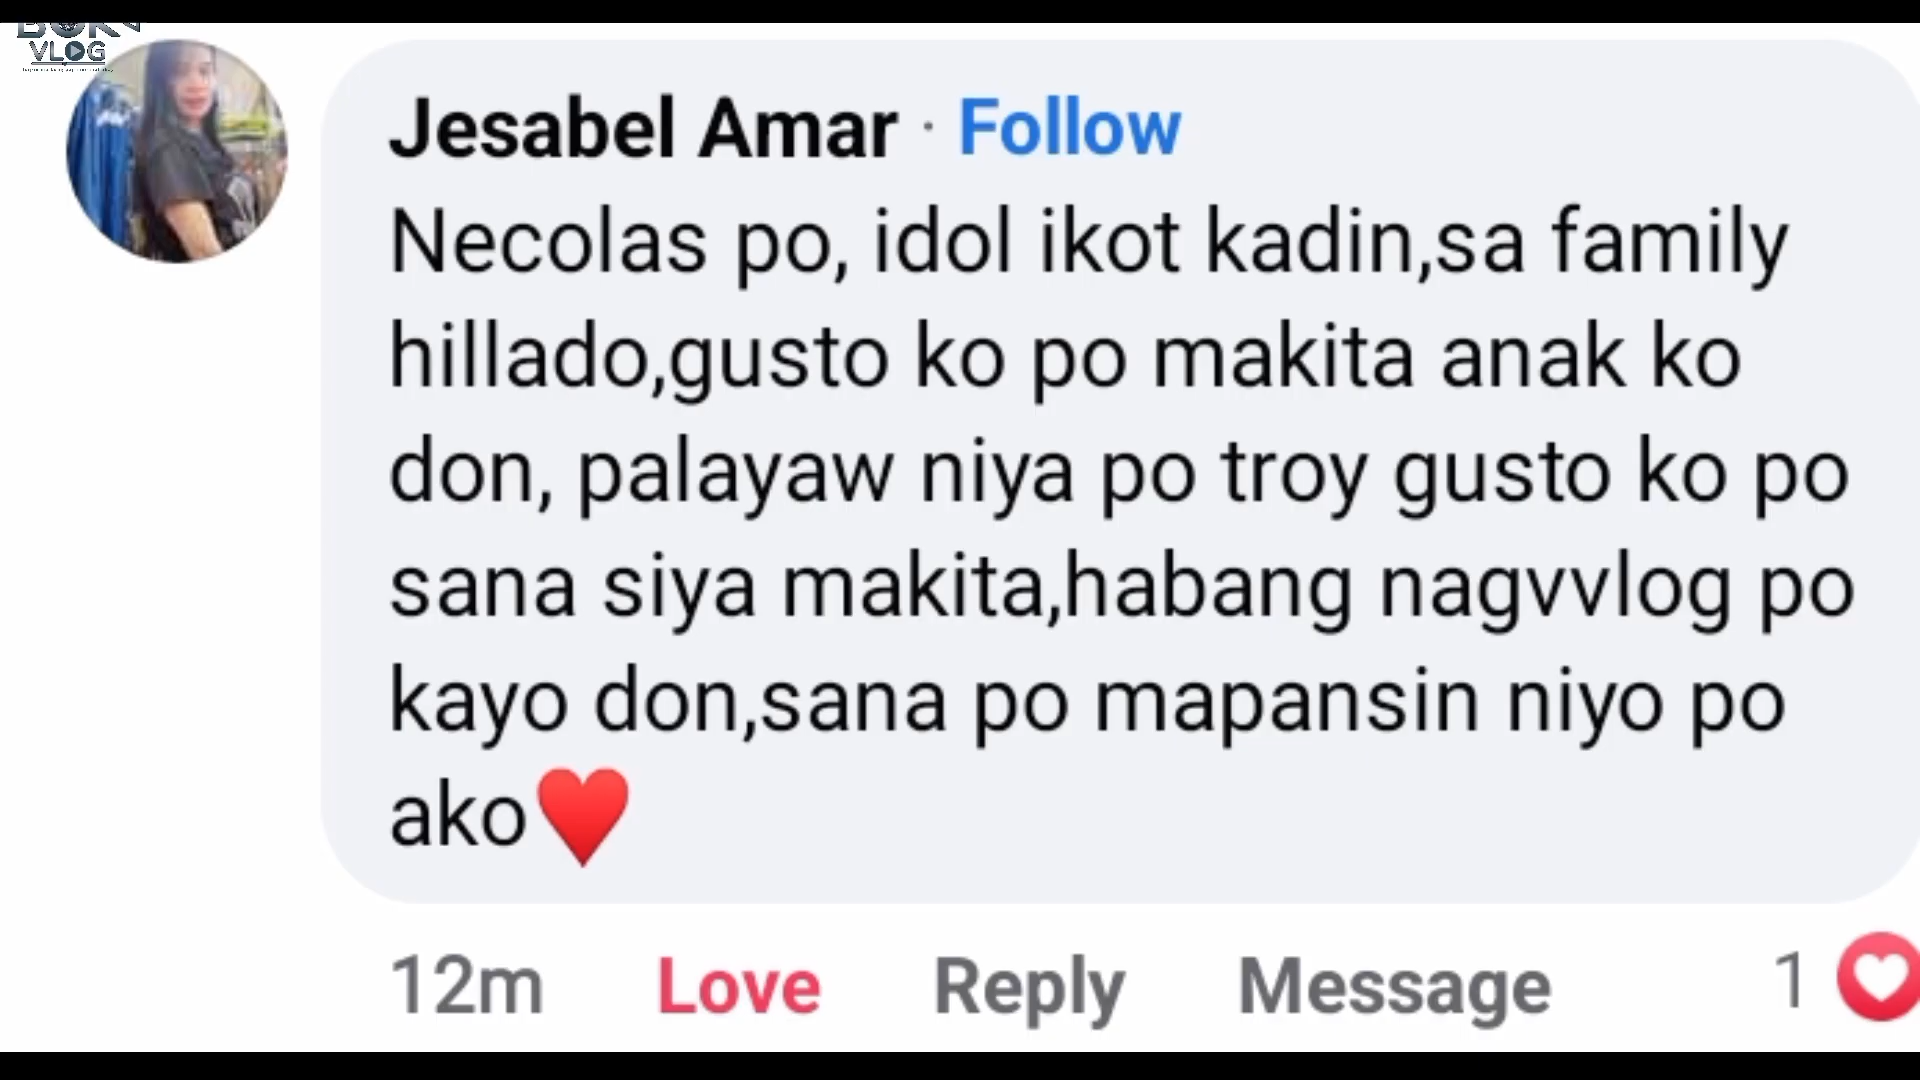 VLOG
Jesabel Amar · Follow
Necolas po, idol ikot kadin,sa family
hillado,gusto ko po makita anak ko
don, palayaw niya po troy gusto ko po
sana siya makita,habang nagvvlog po
kayo don,sana po mapansin niyo po
ako♥️
12m Love Reply Message 1